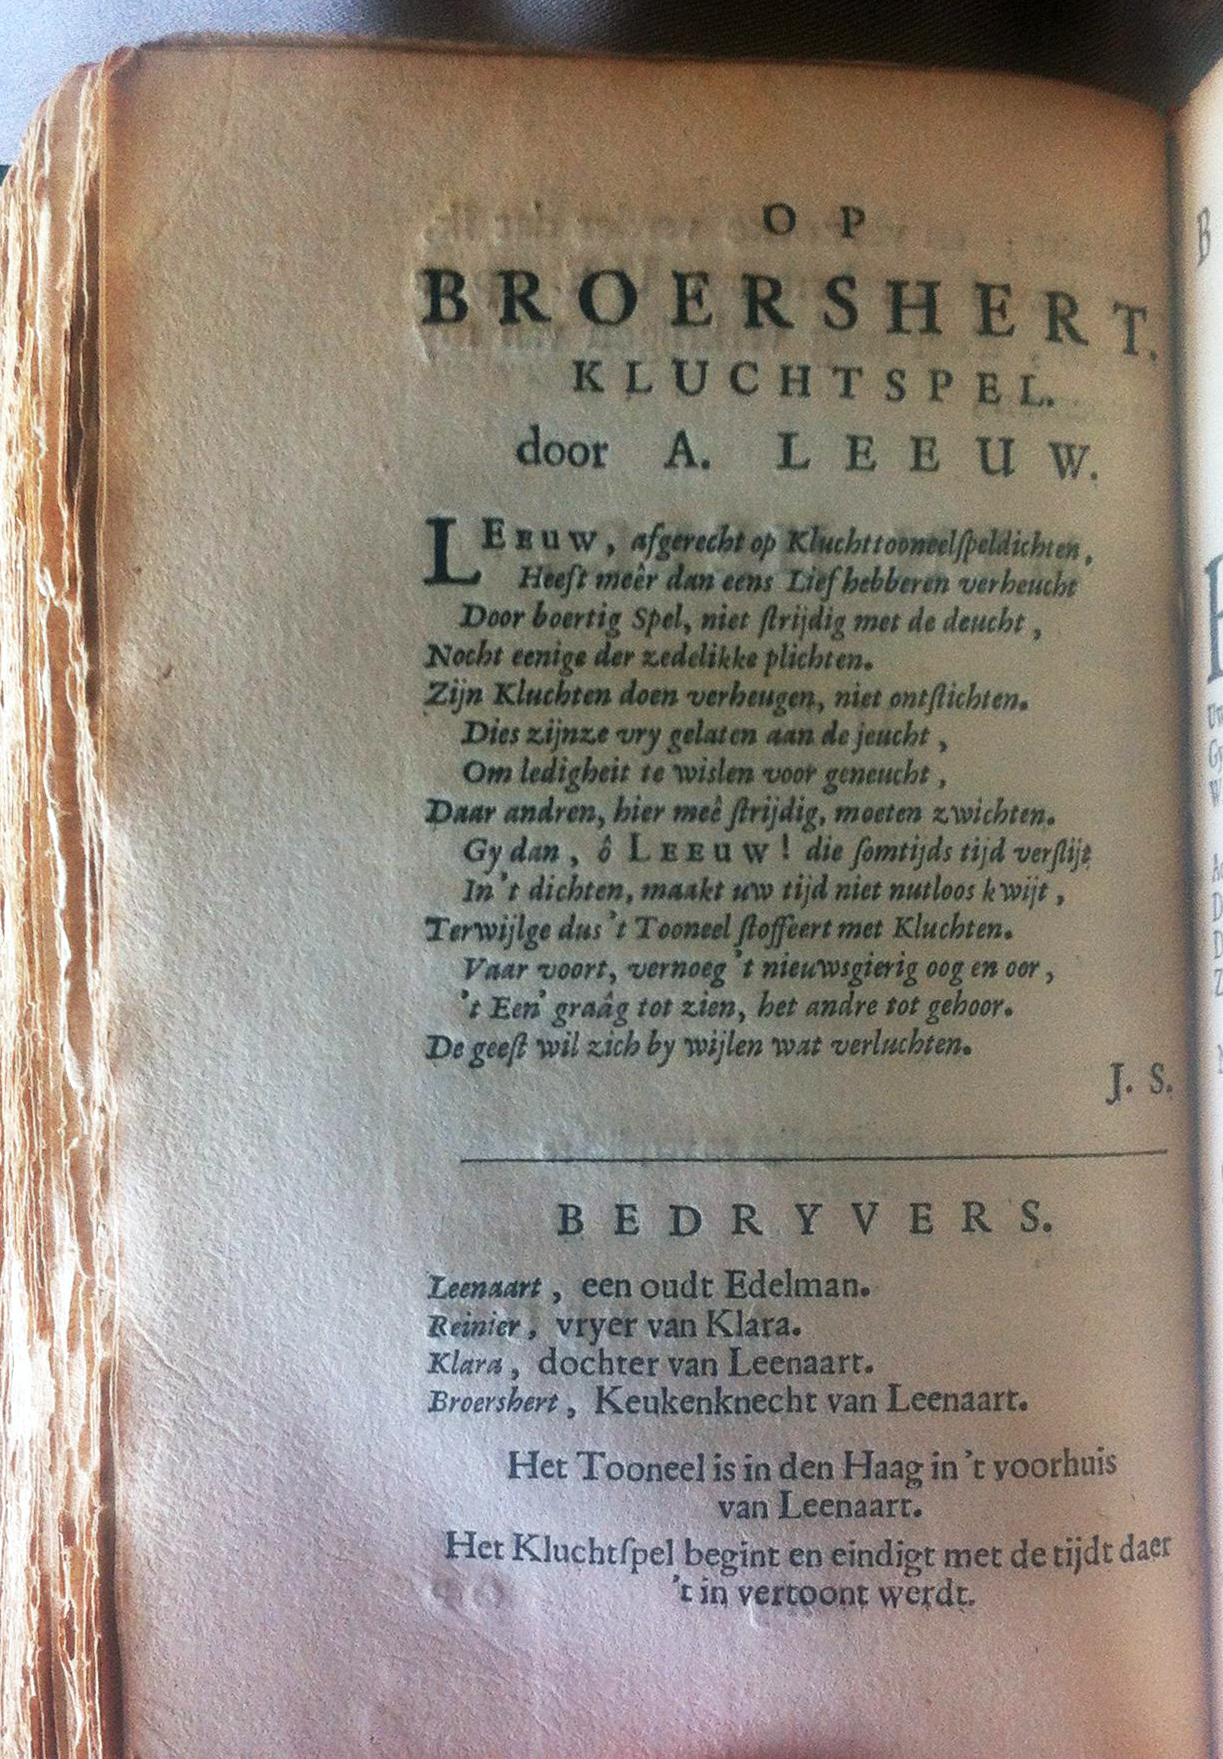 OP
BROERSHERT.
KLUCHTSPEL.
door A. LEEUW.
LEEUW, afgerecht op Kluchttooneelſpeldichten,
Heeſt meêr dan eens Liefhebberen verheucht
Door boertig Spel, niet ſtrijdig met de deucht,
Nocht eenige der zedelikke plichten.
Zijn Kluchten doen verheugen, niet ontſtichten.
Dies zijnze vry gelaten aan de jeucht,
Om ledigheit te wislen voor geneucht,
Daar andren, hier meê ſtrijdig, moeten zwichten.
Gy dan, ô LEEUW! die ſomtijds tijd verſlijt
In 't dichten, maakt uw tijd niet nutloos kwijt,
Terwijlge dus 't Tooneel ſtoffeert met Kluchten.
Vaar voort, vernoeg 't nieuwsgierig oog en oor,
't Een' graâg tot zien, het andre tot gehoor.
De geeſt wil zich by wijlen wat verluchten.
J. S.
BEDRYVERS.
Leenaart, een oudt Edelman.
Reinier, vryer van Klara.
Klara, dochter van Leenaart.
Broershert, Keukenknecht van Leenaart.
Het Tooneel is in den Haag in 't voorhuis
van Leenaart.
Het Kluchtſpel begint en eindigt met de tijdt daer
't in vertoont werdt.